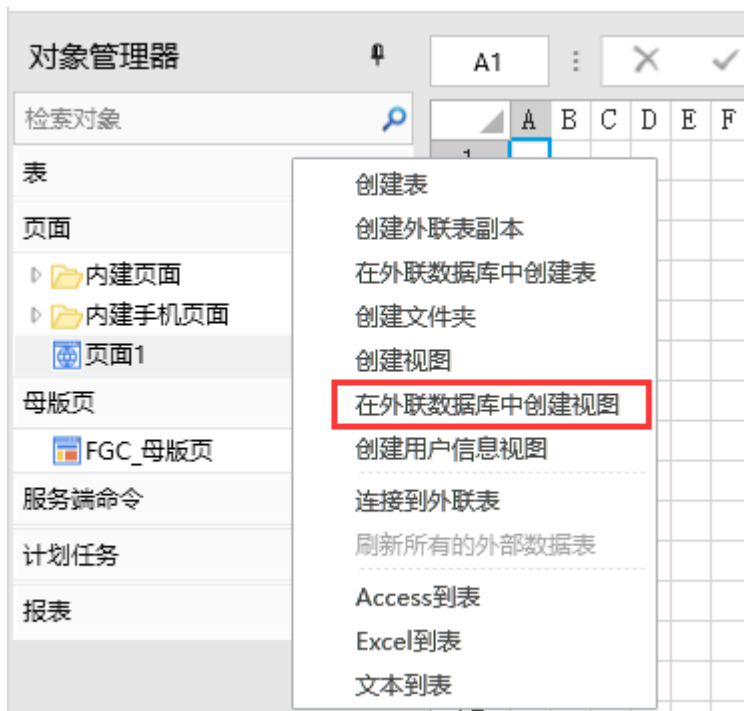 对象管理器
A1
检索对象
A B C D E F
表
1
页面
内建页面
内建手机页面
页面1
母版页
FGC_母版页
服务端命令
计划任务
报表
创建表
创建外联表副本
在外联数据库中创建表
创建文件夹
创建视图
在外联数据库中创建视图
创建用户信息视图
连接到外联表
刷新所有的外部数据表
Access到表
Excel到表
文本到表